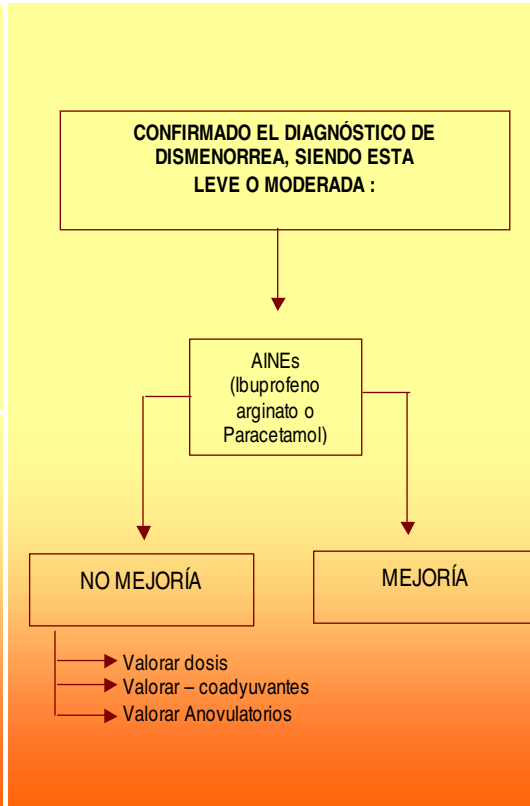 CONFIRMADO EL DIAGNÓSTICO DE
DISMENORREA, SIENDO ESTA
LEVE O MODERADA :
AINEs
(Ibuprofeno
arginato o
Paracetamol)
NO MEJORÍA
MEJORÍA
Valorar dosis
Valorar – coadyuvantes
Valorar Anovulatorios